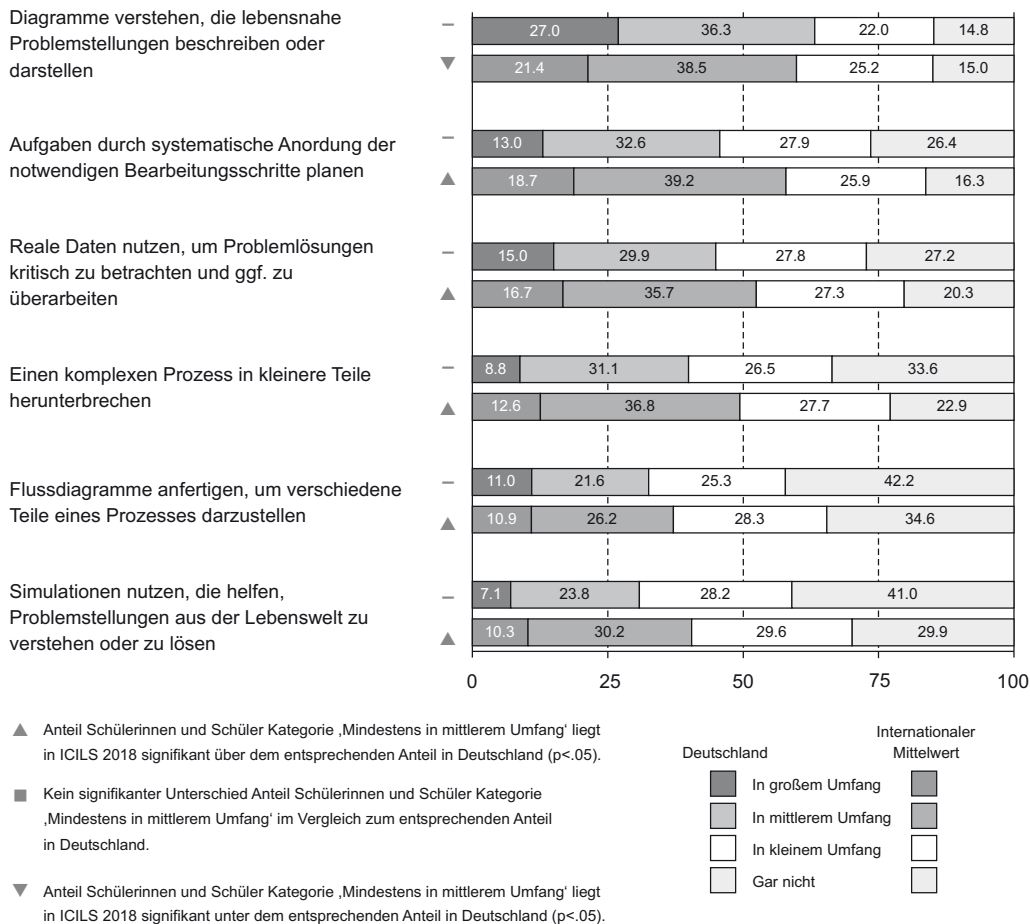 Diagramme verstehen, die lebensnahe
Problemstellungen beschreiben oder
darstellen
27.0 36.3 22.0 14.8
21.4 38.5 25.2 15.0
Aufgaben durch systematische Anordung der
notwendigen Bearbeitungsschritte planen
13.0 32.6 27.9 26.4
18.7 39.2 25.9 16.3
Reale Daten nutzen, um Problemlösungen
kritisch zu betrachten und ggf. zu
überarbeiten
15.0 29.9 27.8 27.2
16.7 35.7 27.3 20.3
Einen komplexen Prozess in kleinere Teile
herunterbrechen
8.8 31.1 26.5 33.6
12.6 36.8 27.7 22.9
Flussdiagramme anfertigen, um verschiedene
Teile eines Prozesses darzustellen
11.0 21.6 25.3 42.2
10.9 26.2 28.3 34.6
Simulationen nutzen, die helfen,
Problemstellungen aus der Lebenswelt zu
verstehen oder zu lösen
7.1 23.8 28.2 41.0
10.3 30.2 29.6 29.9
0 25 50 75 100
▲ Anteil Schülerinnen und Schüler Kategorie ‚Mindestens in mittlerem Umfang‘ liegt
in ICILS 2018 signifikant über dem entsprechenden Anteil in Deutschland (p<.05).
■ Kein signifikanter Unterschied Anteil Schülerinnen und Schüler Kategorie
‚Mindestens in mittlerem Umfang‘ im Vergleich zum entsprechenden Anteil
in Deutschland.
▼ Anteil Schülerinnen und Schüler Kategorie ‚Mindestens in mittlerem Umfang‘ liegt
in ICILS 2018 signifikant unter dem entsprechenden Anteil in Deutschland (p<.05).
Deutschland
Internationaler
Mittelwert
In großem Umfang
In mittlerem Umfang
In kleinem Umfang
Gar nicht